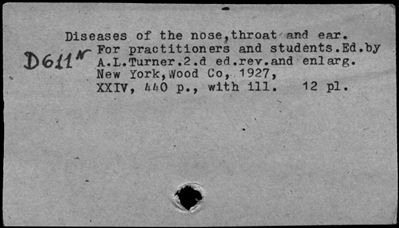 Diseases of the nose,throat and ear.
For practitioners and students.Ed.by
D611N A.L.Turner.2.d ed.rev.and enlarg.
New York,Wood Co, 1927,
XXIV, 440 p., with ill. 12 pl.